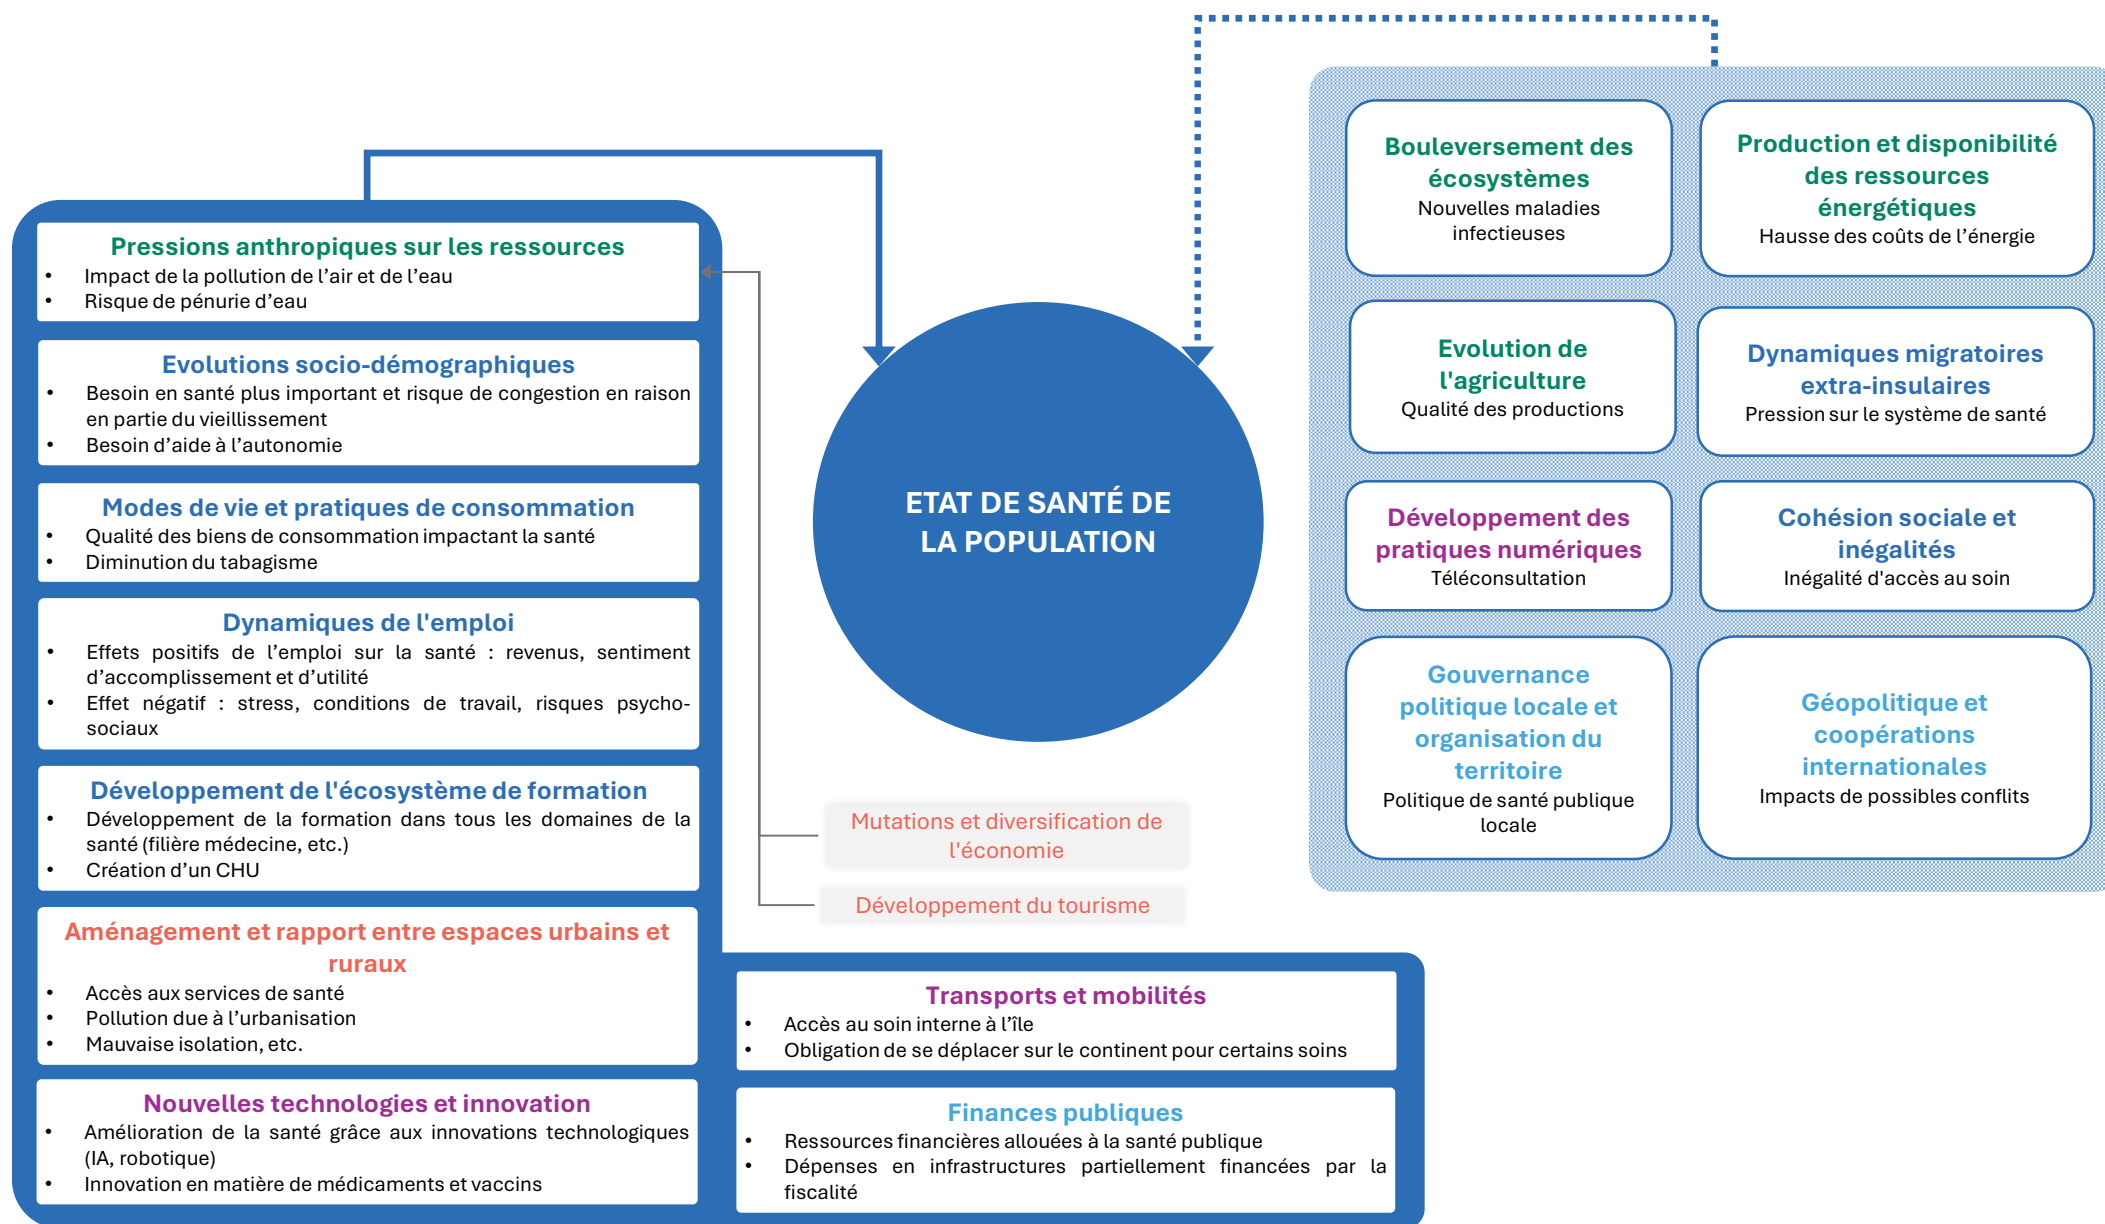 Pressions anthropiques sur les ressources
• Impact de la pollution de l’air et de l’eau
• Risque de pénurie d’eau
Evolutions socio-démographiques
• Besoin en santé plus important et risque de congestion en raison
en partie du vieillissement
• Besoin d’aide à l’autonomie
Modes de vie et pratiques de consommation
• Qualité des biens de consommation impactant la santé
• Diminution du tabagisme
Dynamiques de l'emploi
• Effets positifs de l’emploi sur la santé : revenus, sentiment
d’accomplissement et d’utilité
• Effet négatif : stress, conditions de travail, risques psycho-
sociaux
Développement de l'écosystème de formation
• Développement de la formation dans tous les domaines de la
santé (filière médecine, etc.)
• Création d’un CHU
Aménagement et rapport entre espaces urbains et
ruraux
• Accès aux services de santé
• Pollution due à l’urbanisation
• Mauvaise isolation, etc.
Nouvelles technologies et innovation
• Amélioration de la santé grâce aux innovations technologiques
(IA, robotique)
• Innovation en matière de médicaments et vaccins
Transports et mobilités
• Accès au soin interne à l’île
• Obligation de se déplacer sur le continent pour certains soins
Finances publiques
• Ressources financières allouées à la santé publique
• Dépenses en infrastructures partiellement financées par la
fiscalité
ETAT DE SANTÉ DE
LA POPULATION
Mutations et diversification de
l'économie
Développement du tourisme
Bouleversement des
écosystèmes
Nouvelles maladies
infectieuses
Production et disponibilité
des ressources
énergétiques
Hausse des coûts de l’énergie
Evolution de
l'agriculture
Qualité des productions
Dynamiques migratoires
extra-insulaires
Pression sur le système de santé
Développement des
pratiques numériques
Téléconsultation
Cohésion sociale et
inégalités
Inégalité d'accès au soin
Gouvernance
politique locale et
organisation du
territoire
Politique de santé publique
locale
Géopolitique et
coopérations
internationales
Impacts de possibles conflits